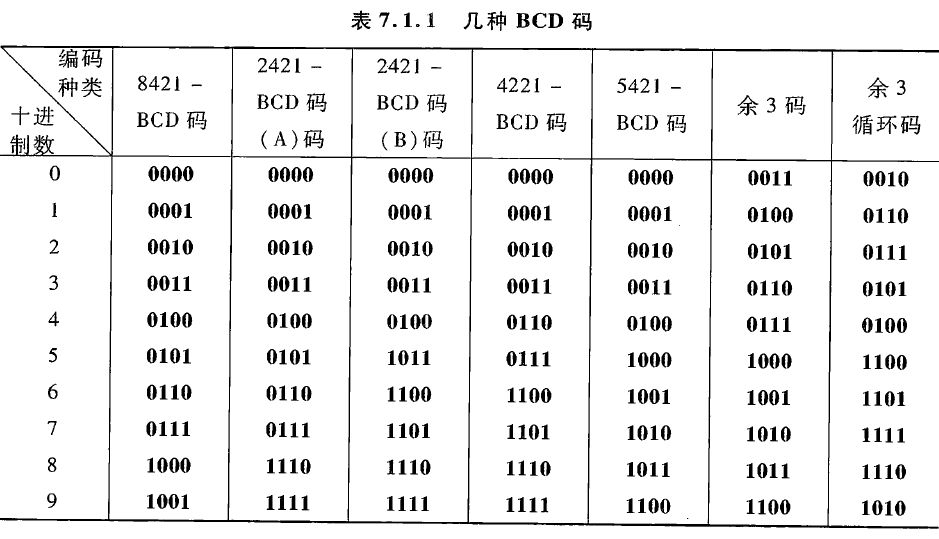 表 7.1.1 几种 BCD 码
编码种类
十进制数
8421-BCD 码
2421-BCD 码(A)码
2421-BCD 码(B)码
4221-BCD 码
5421-BCD 码
余 3 码
余 3 循环码
0 0000 0000 0000 0000 0000 0011 0010
1 0001 0001 0001 0001 0001 0100 0110
2 0010 0010 0010 0010 0010 0101 0111
3 0011 0011 0011 0011 0011 0110 0101
4 0100 0100 0100 0110 0100 0111 0100
5 0101 0101 1011 0111 1000 1000 1100
6 0110 0110 1100 1100 1001 1001 1101
7 0111 0111 1101 1101 1010 1010 1111
8 1000 1110 1110 1110 1011 1011 1110
9 1001 1111 1111 1111 1100 1100 1010